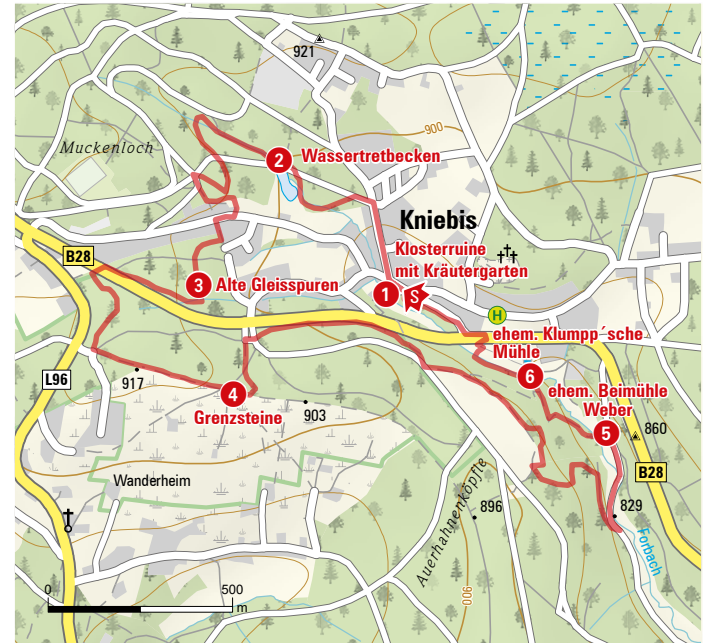 921
900
Muckenloch
2 Wassertretbecken
Kniebis
Klosterruine
mit Kräutergarten
B28
3 Alte Gleisspuren
1
S
H
ehem. Klumpp´sche
Mühle
6
L96
917
4
Grenzsteine
903
ehem. Beimühle
Weber
5
860
B28
Wanderheim
Auerhahnenköpfle
896
829
Forbach
900
0 500
m